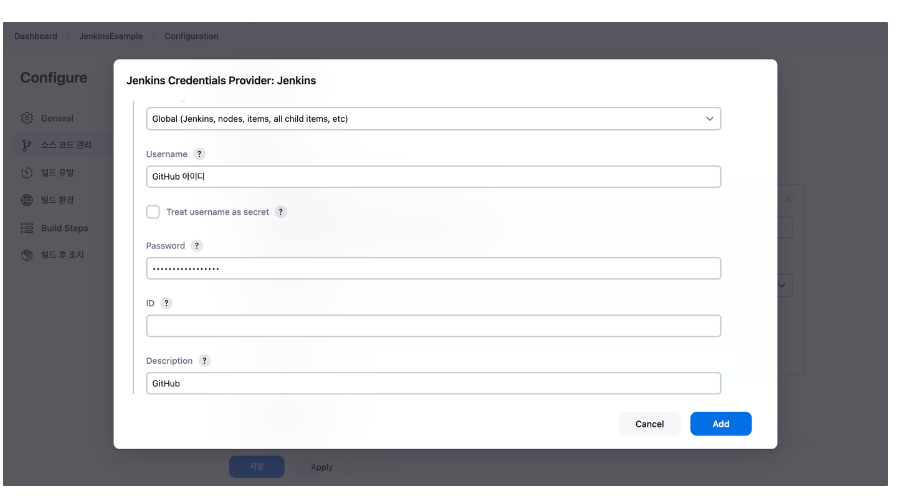 Dashboard > JenkinsExample > Configuration
Configure
General
소스 코드 관리
빌드 유발
빌드 환경
Build Steps
빌드 후 조치
Jenkins Credentials Provider: Jenkins
Global (Jenkins, nodes, items, all child items, etc)
Username ?
GitHub 아이디
Treat username as secret ?
Password ?
••••••••••••••••
ID ?
Description ?
GitHub
Cancel
Add
저장
Apply